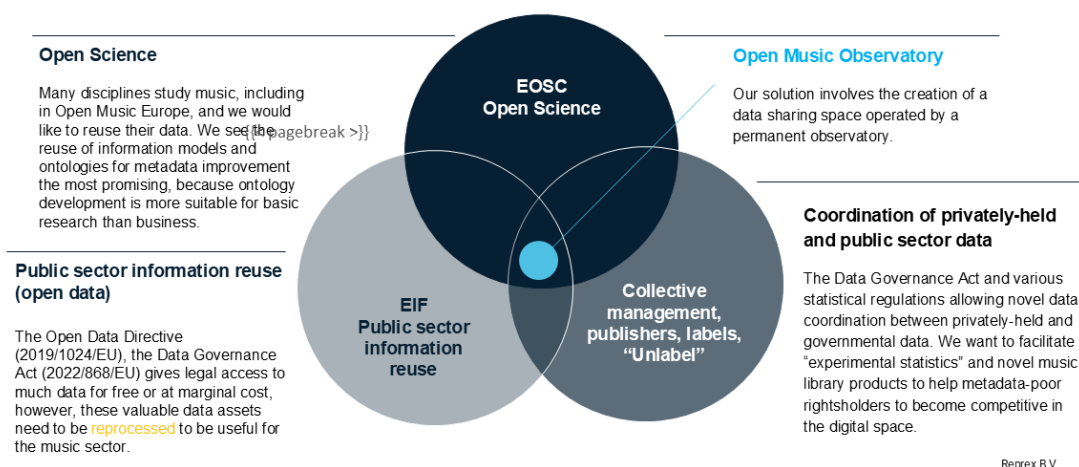 Open Science
Many disciplines study music, including
in Open Music Europe, and we would
like to reuse their data. We see the
{{< pagebreak >}}
reuse of information models and
ontologies for metadata improvement
the most promising, because ontology
development is more suitable for basic
research than business.
Public sector information reuse
(open data)
The Open Data Directive
(2019/1024/EU), the Data Governance
Act (2022/868/EU) gives legal access to
much data for free or at marginal cost,
however, these valuable data assets
need to be reprocessed to be useful for
the music sector.
EOSC
Open Science
EIF
Public sector
information
reuse
Collective
management,
publishers, labels,
“Unlabel”
Open Music Observatory
Our solution involves the creation of a
data sharing space operated by a
permanent observatory.
Coordination of privately-held
and public sector data
The Data Governance Act and various
statistical regulations allowing novel data
coordination between privately-held and
governmental data. We want to facilitate
“experimental statistics” and novel music
library products to help metadata-poor
rightsholders to become competitive in
the digital space.
Reprex B.V.